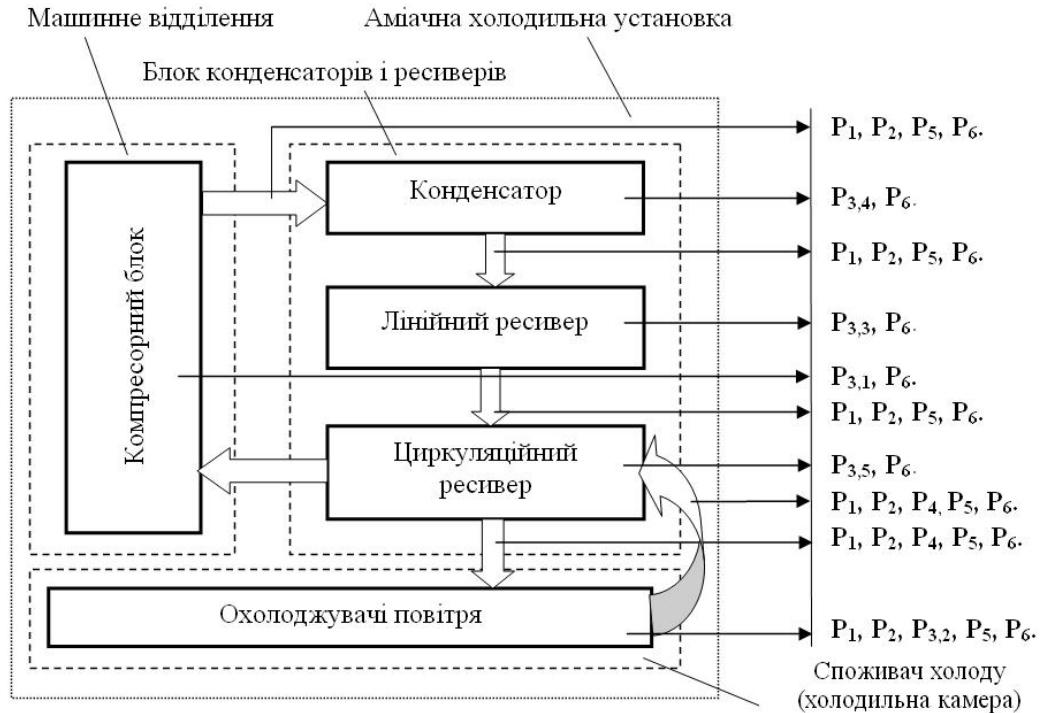 Машинне відділення
Аміачна холодильна установка
Блок конденсаторів і ресиверів
P1, P2, P5, P6.
Конденсатор
P3,4, P6.
P1, P2, P5, P6.
Компресорний блок
Лінійний ресивер
P3,3, P6.
P3,1, P6.
P1, P2, P5, P6.
Циркуляційний
ресивер
P3,5, P6.
P1, P2, P4, P5, P6.
P1, P2, P4, P5, P6.
Охолоджувачі повітря
P1, P2, P3,2, P5, P6.
Споживач холоду
(холодильна камера)